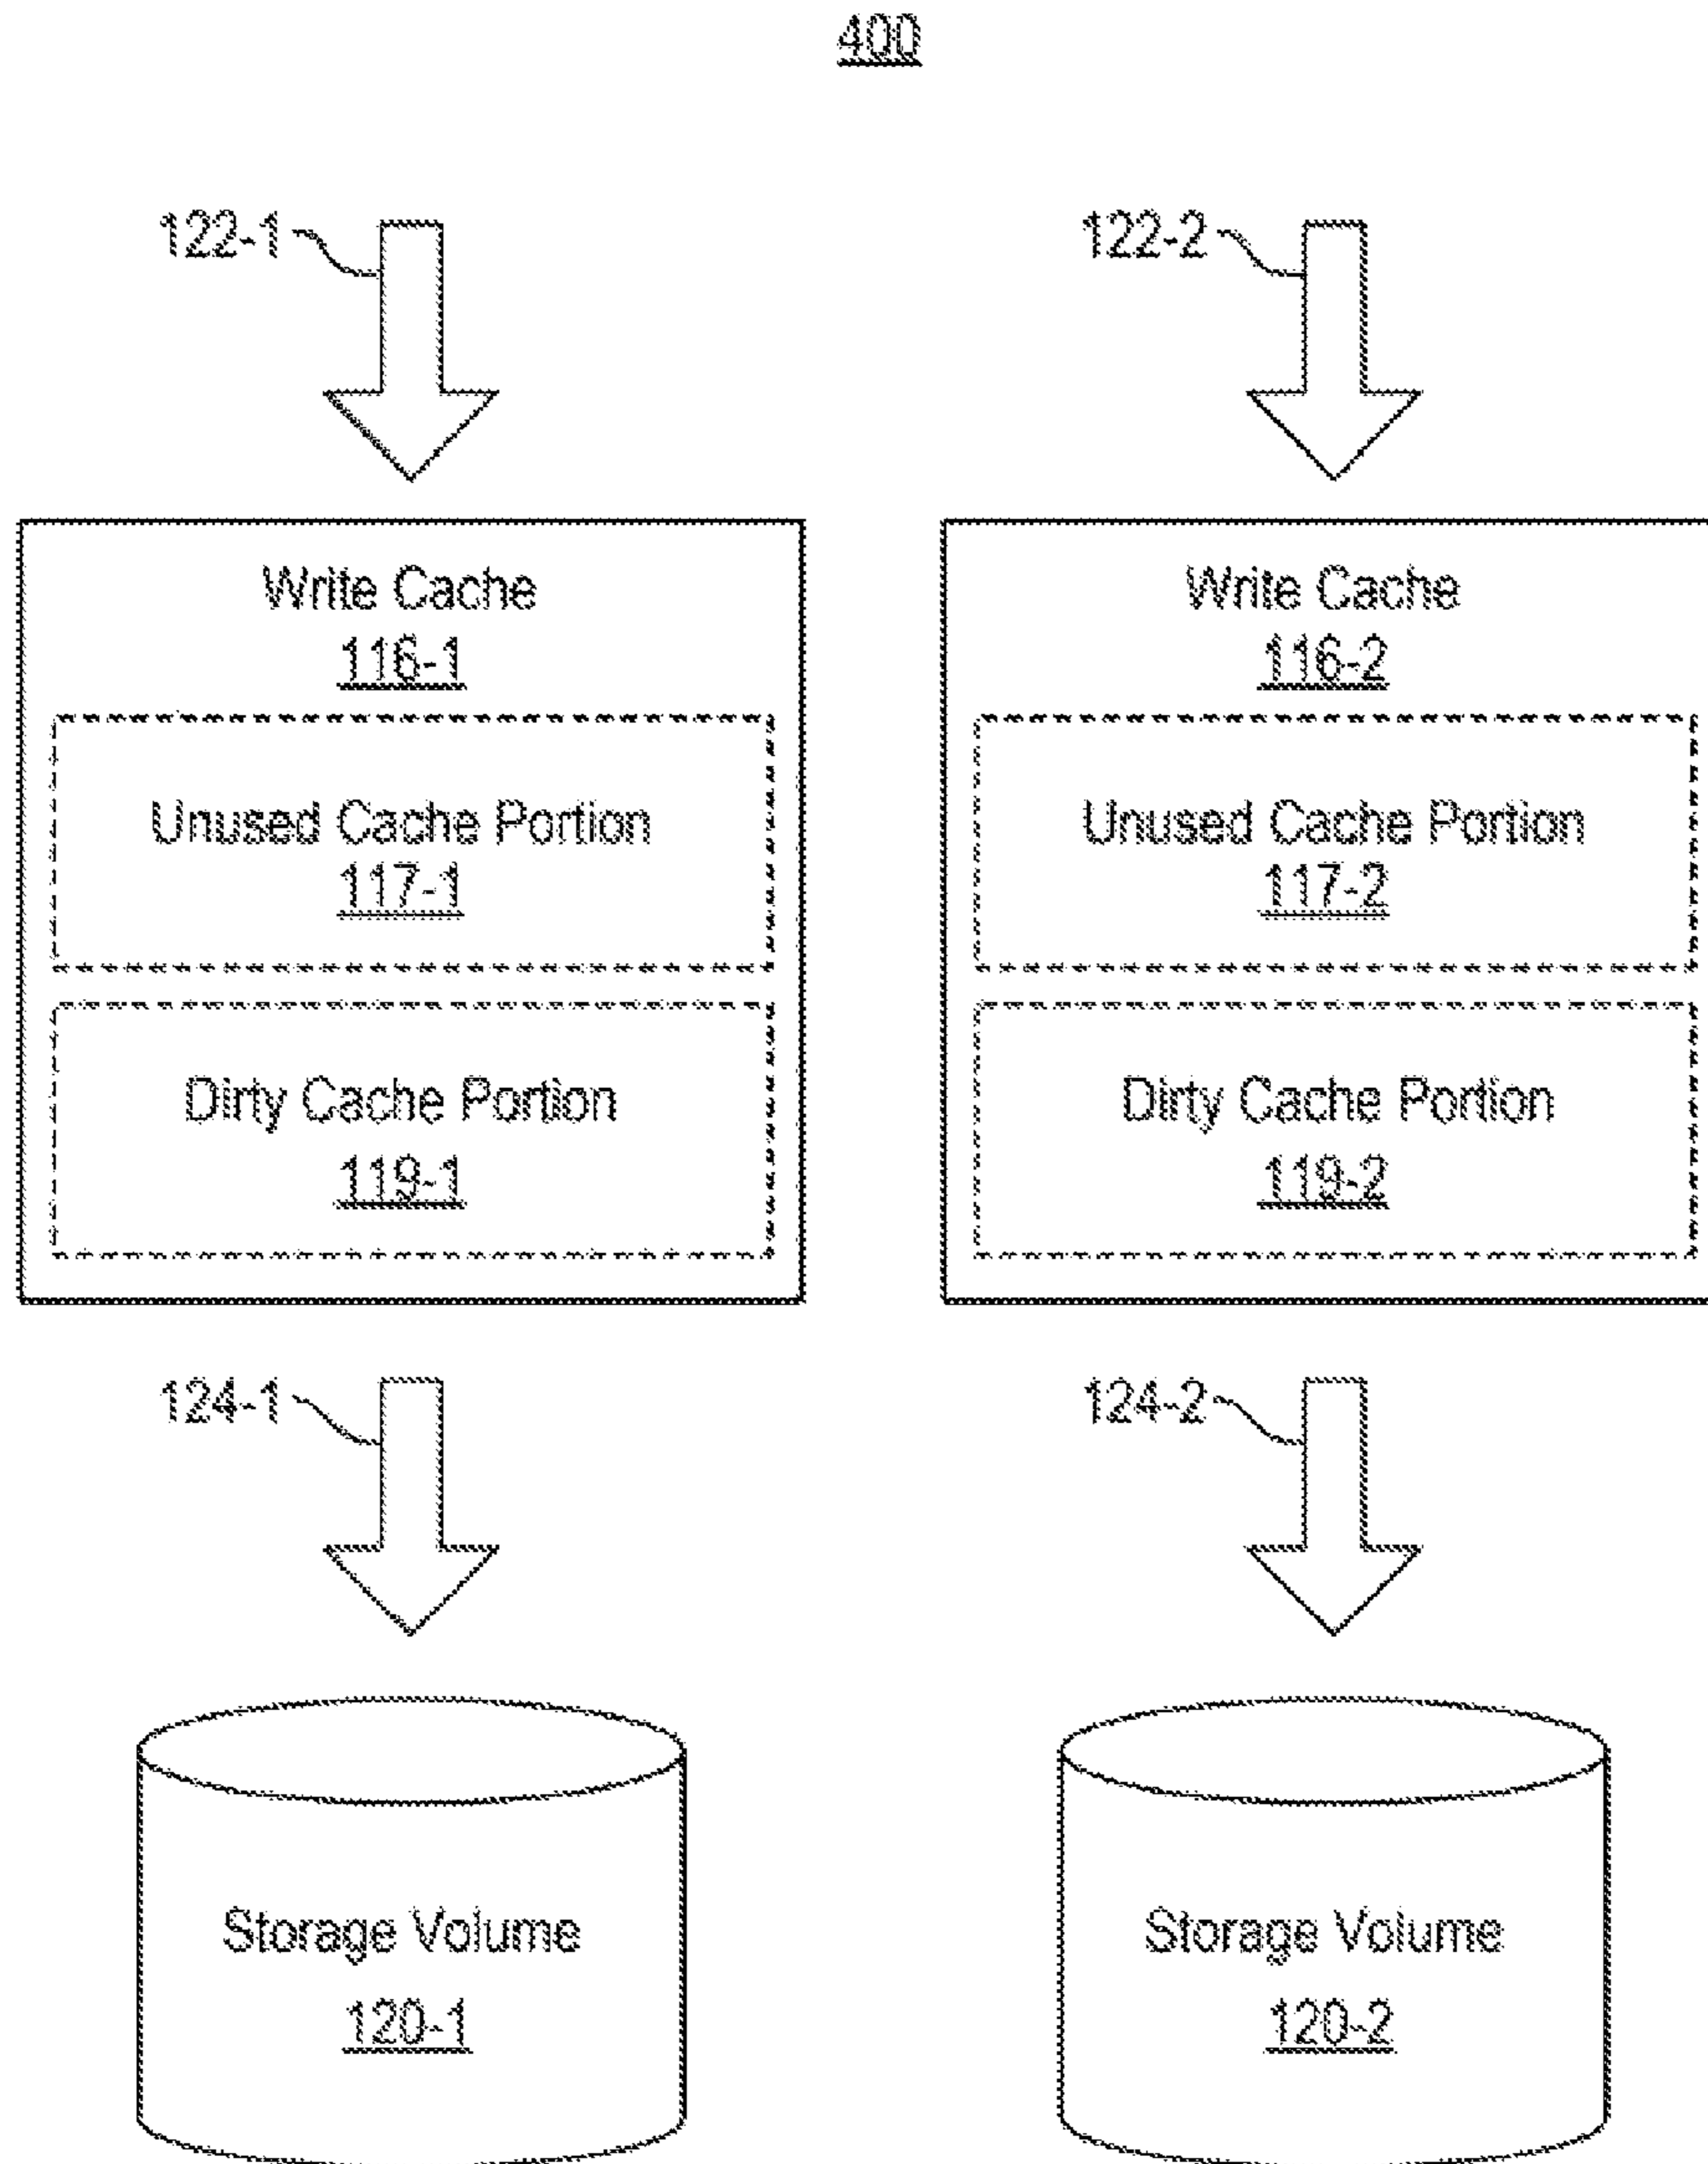 400
122-1
122-2
Write Cache
116-1
Unused Cache Portion
117-1
Dirty Cache Portion
119-1
Write Cache
116-2
Unused Cache Portion
117-2
Dirty Cache Portion
119-2
124-1
124-2
Storage Volume
120-1
Storage Volume
120-2